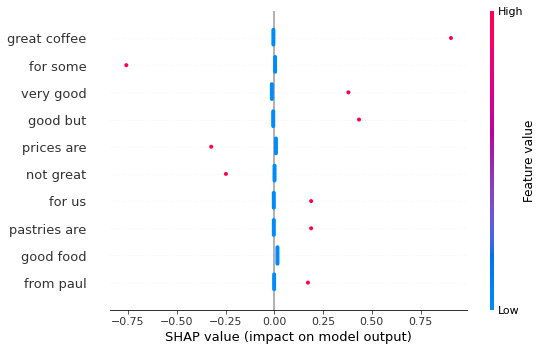 High
great coffee
for some
very good
good but
prices are
not great
for us
pastries are
good food
from paul
Feature value
Low
−0.75 −0.50 −0.25 0.00 0.25 0.50 0.75
SHAP value (impact on model output)